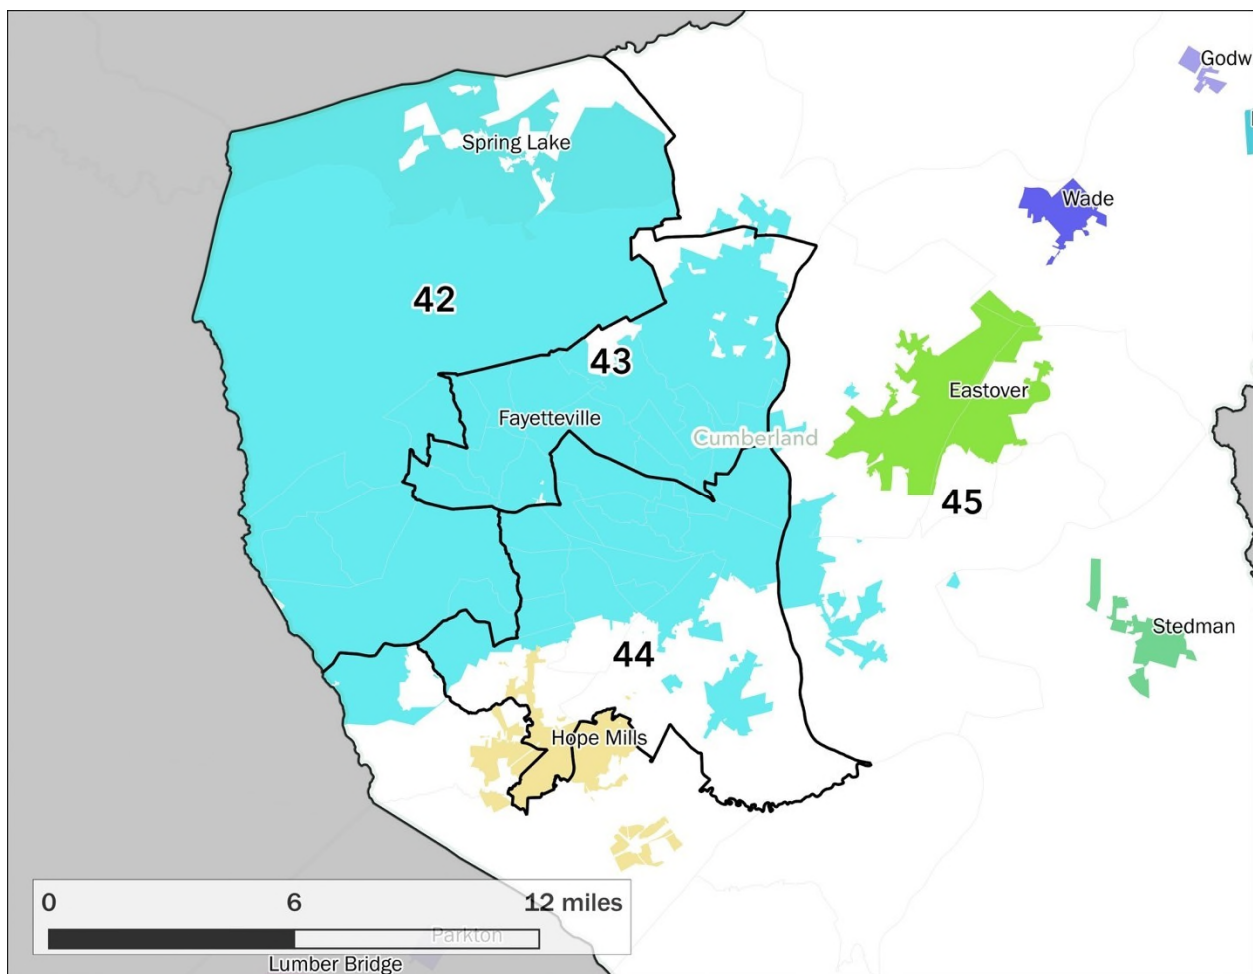 Godw
Spring Lake
Wade
42
43
Eastover
Fayetteville
Cumberland
45
Stedman
44
Hope Mills
0 6 12 miles
Parkton
Lumber Bridge